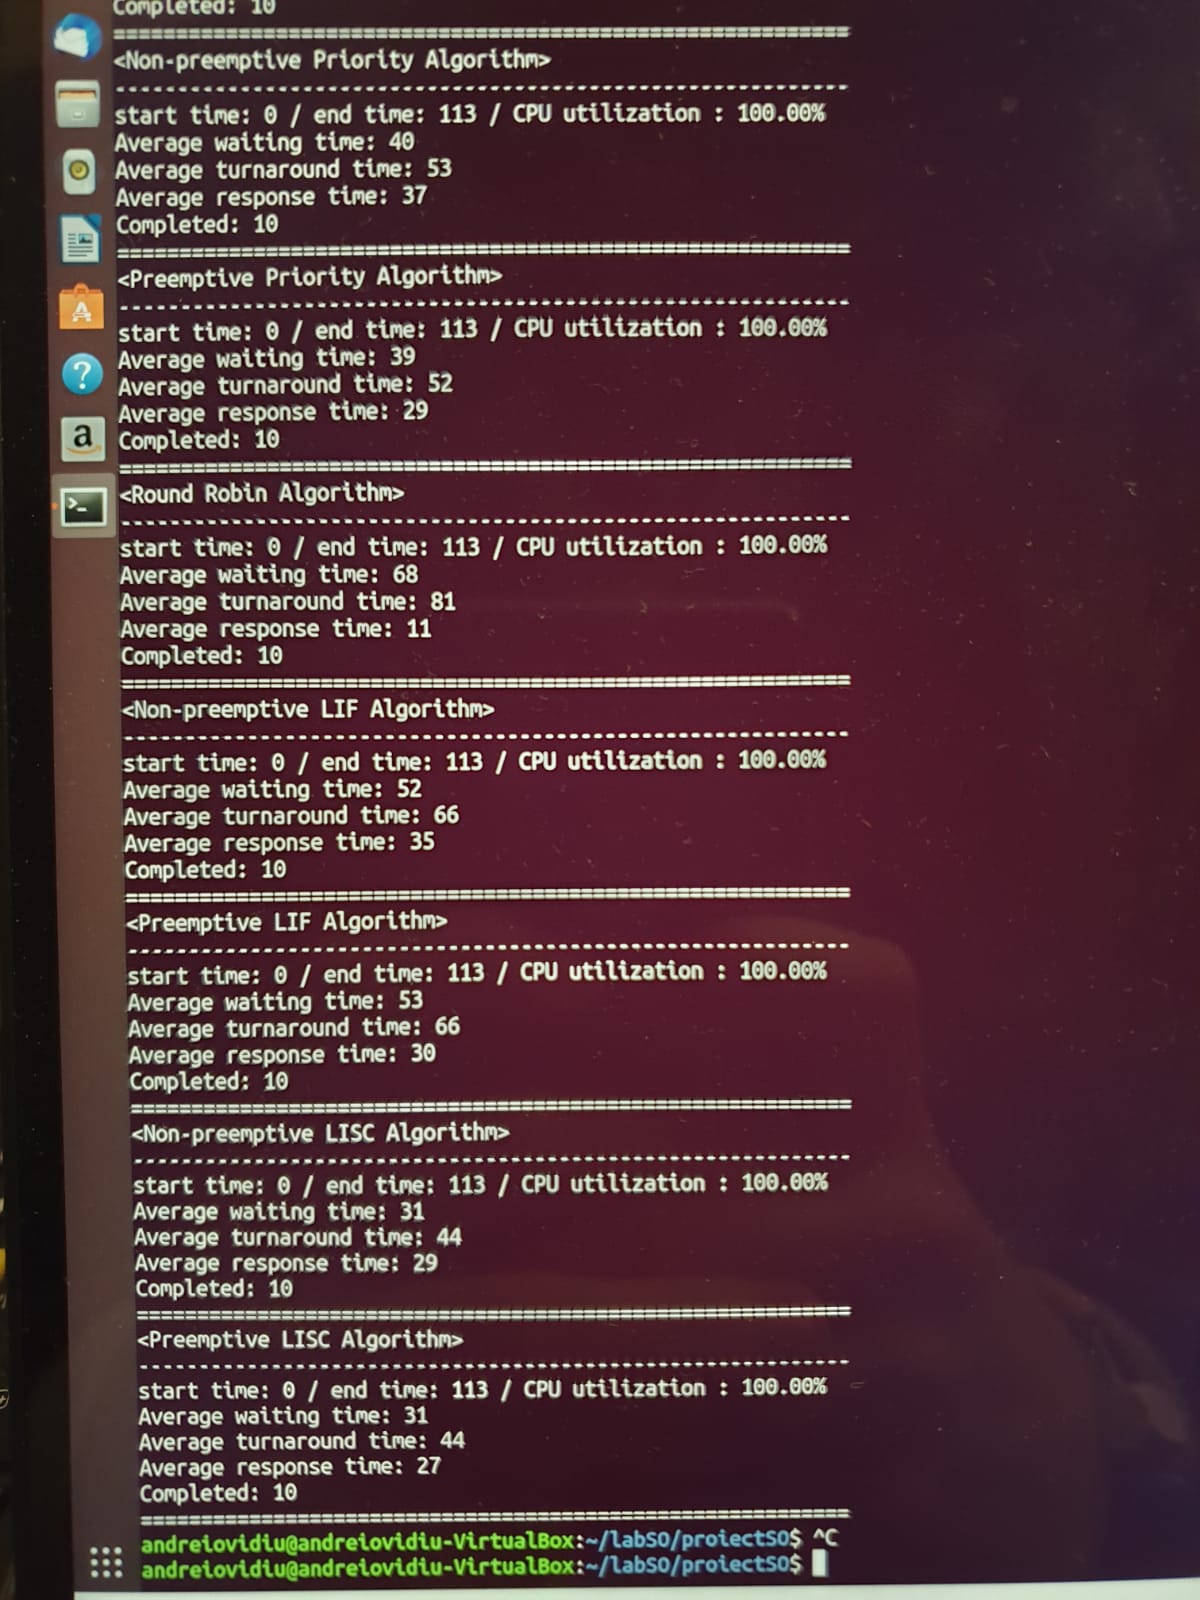 Completed: 10
==================================================================
<Non-preemptive Priority Algorithm>
------------------------------------------------------------------
start time: 0 / end time: 113 / CPU utilization : 100.00%
Average waiting time: 40
Average turnaround time: 53
Average response time: 37
Completed: 10
==================================================================
<Preemptive Priority Algorithm>
------------------------------------------------------------------
start time: 0 / end time: 113 / CPU utilization : 100.00%
Average waiting time: 39
Average turnaround time: 52
Average response time: 29
Completed: 10
==================================================================
<Round Robin Algorithm>
------------------------------------------------------------------
start time: 0 / end time: 113 / CPU utilization : 100.00%
Average waiting time: 68
Average turnaround time: 81
Average response time: 11
Completed: 10
==================================================================
<Non-preemptive LIF Algorithm>
------------------------------------------------------------------
start time: 0 / end time: 113 / CPU utilization : 100.00%
Average waiting time: 52
Average turnaround time: 66
Average response time: 35
Completed: 10
==================================================================
<Preemptive LIF Algorithm>
------------------------------------------------------------------
start time: 0 / end time: 113 / CPU utilization : 100.00%
Average waiting time: 53
Average turnaround time: 66
Average response time: 30
Completed: 10
==================================================================
<Non-preemptive LISC Algorithm>
------------------------------------------------------------------
start time: 0 / end time: 113 / CPU utilization : 100.00%
Average waiting time: 31
Average turnaround time: 44
Average response time: 29
Completed: 10
==================================================================
<Preemptive LISC Algorithm>
------------------------------------------------------------------
start time: 0 / end time: 113 / CPU utilization : 100.00%
Average waiting time: 31
Average turnaround time: 44
Average response time: 27
Completed: 10
==================================================================
andreiovidiu@andreiovidiu-VirtualBox:~/labSO/proiectSO$ ^C
andreiovidiu@andreiovidiu-VirtualBox:~/labSO/proiectSO$